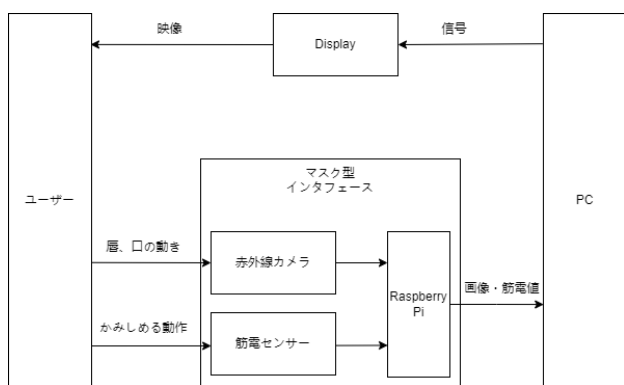 映像
Display
信号
ユーザー
マスク型
インタフェース
PC
唇、口の動き
赤外線カメラ
Raspberry
Pi
画像・筋電値
かみしめる動作
筋電センサー